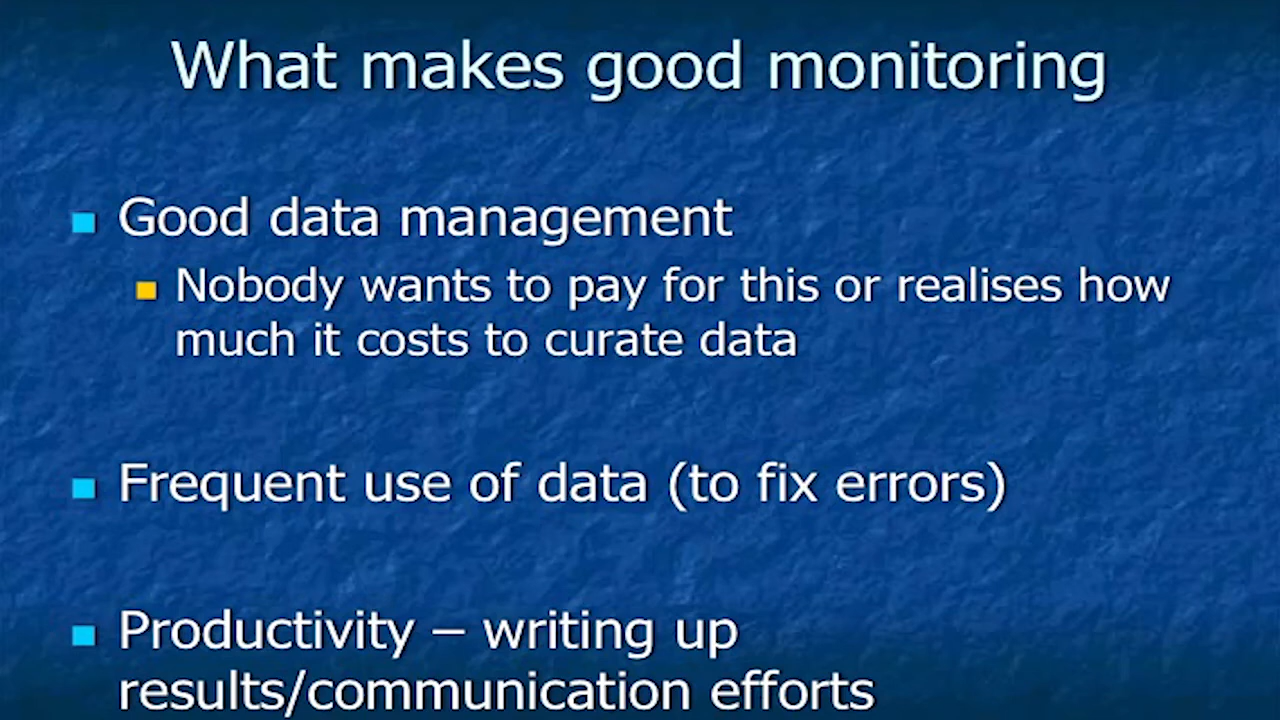 What makes good monitoring
Good data management
Nobody wants to pay for this or realises how
much it costs to curate data
Frequent use of data (to fix errors)
Productivity – writing up
results/communication efforts